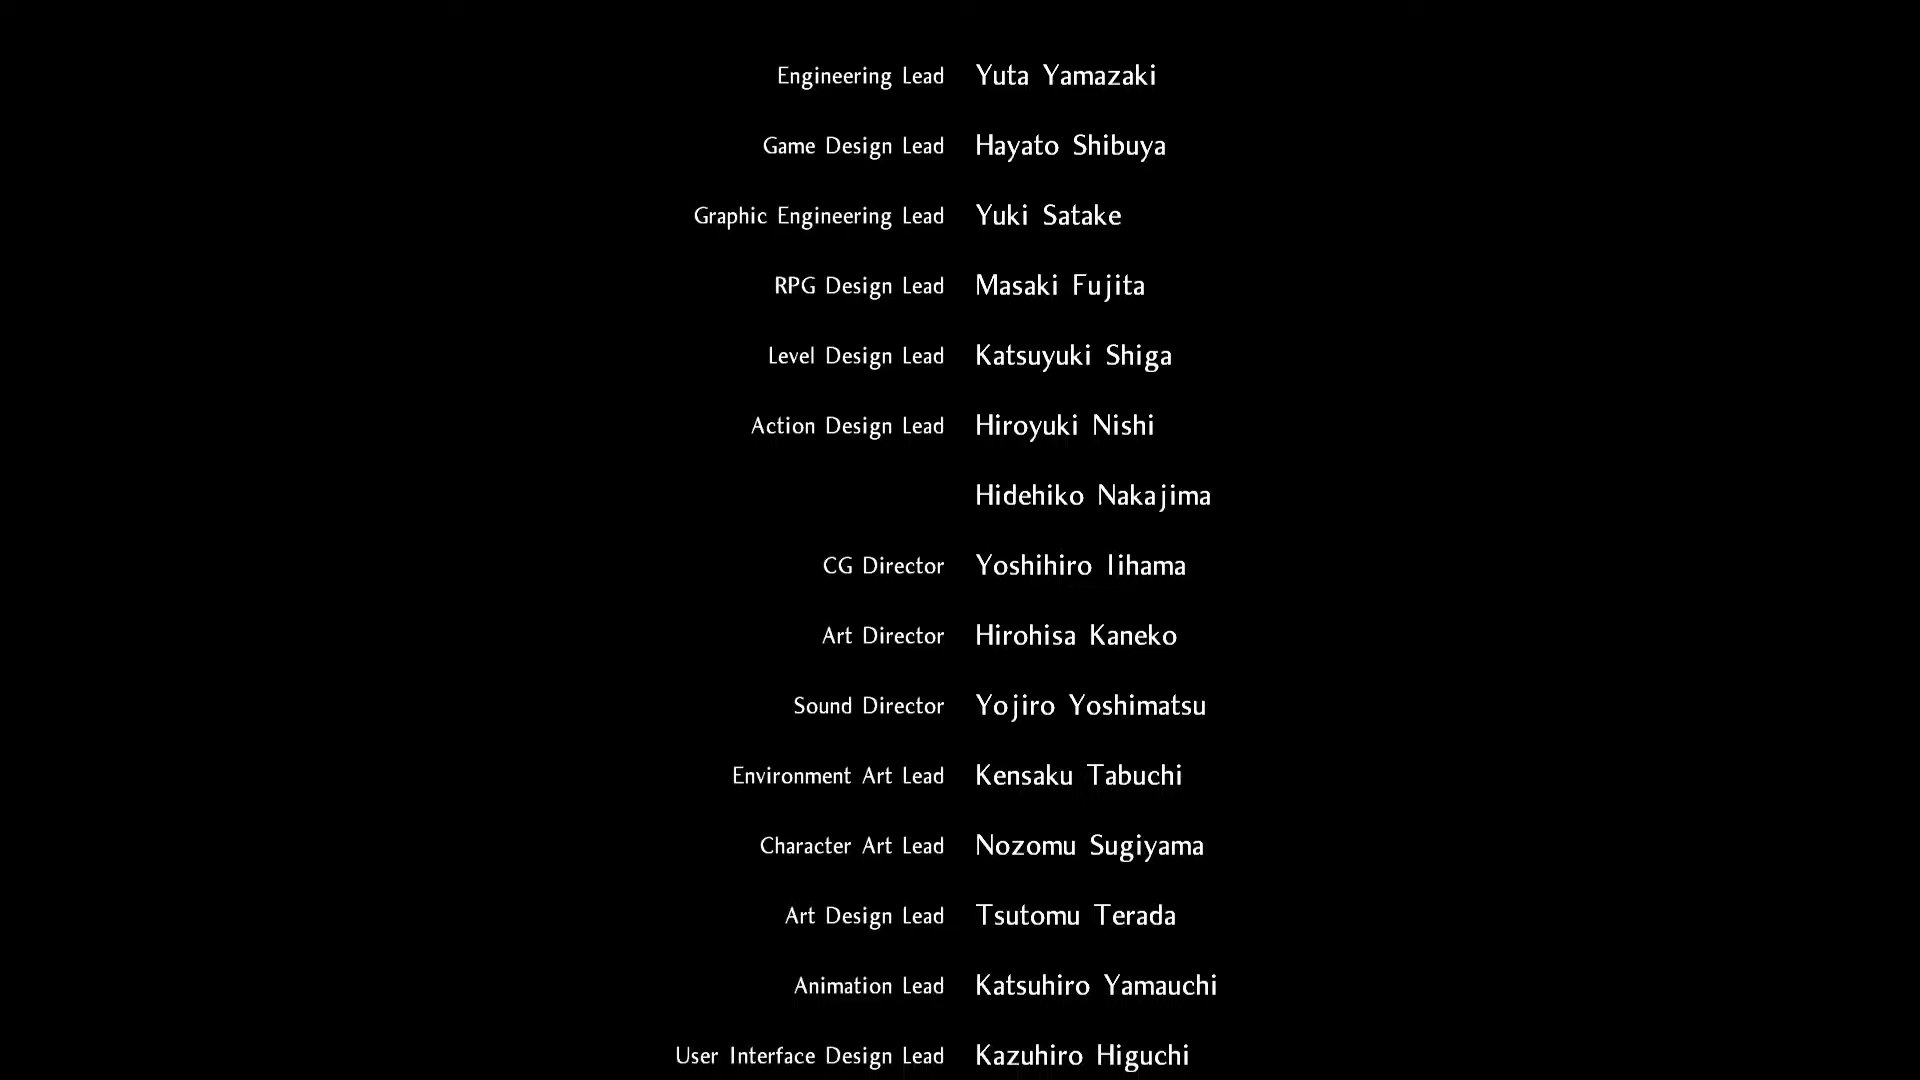 Engineering Lead Yuta Yamazaki
Game Design Lead Hayato Shibuya
Graphic Engineering Lead Yuki Satake
RPG Design Lead Masaki Fujita
Level Design Lead Katsuyuki Shiga
Action Design Lead Hiroyuki Nishi
Hidehiko Nakajima
CG Director Yoshihiro Iihama
Art Director Hirohisa Kaneko
Sound Director Yojiro Yoshimatsu
Environment Art Lead Kensaku Tabuchi
Character Art Lead Nozomu Sugiyama
Art Design Lead Tsutomu Terada
Animation Lead Katsuhiro Yamauchi
User Interface Design Lead Kazuhiro Higuchi